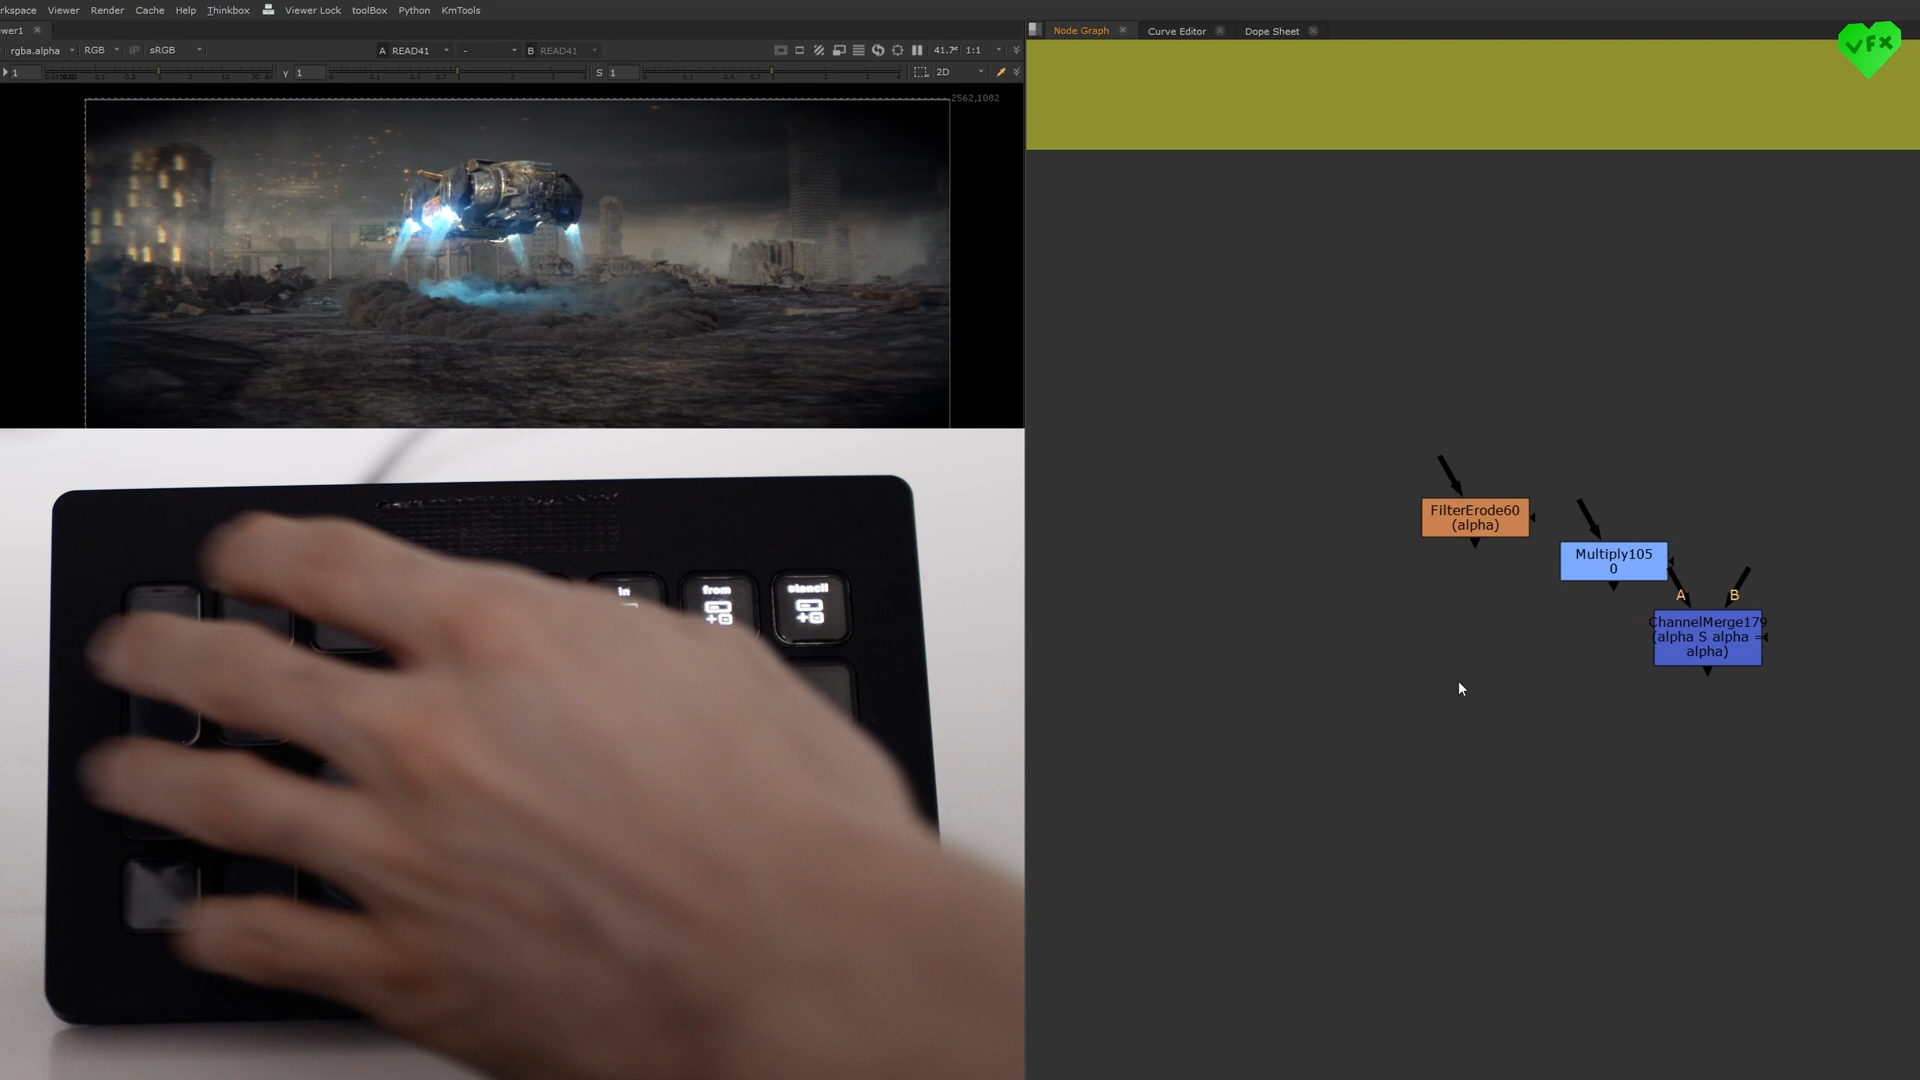 rkspace Viewer Render Cache Help Thinkbox Viewer Lock toolBox Python KmTools
wer1
rgba.alpha RGB IP sRGB A READ41 - B READ41 1:1
1 γ 1 S 1 2D
2562,1082
Node Graph Curve Editor Dope Sheet
VFX
FilterErode60
(alpha)
Multiply105
0
A B
ChannelMerge179
(alpha S alpha =
alpha)
in from stencil